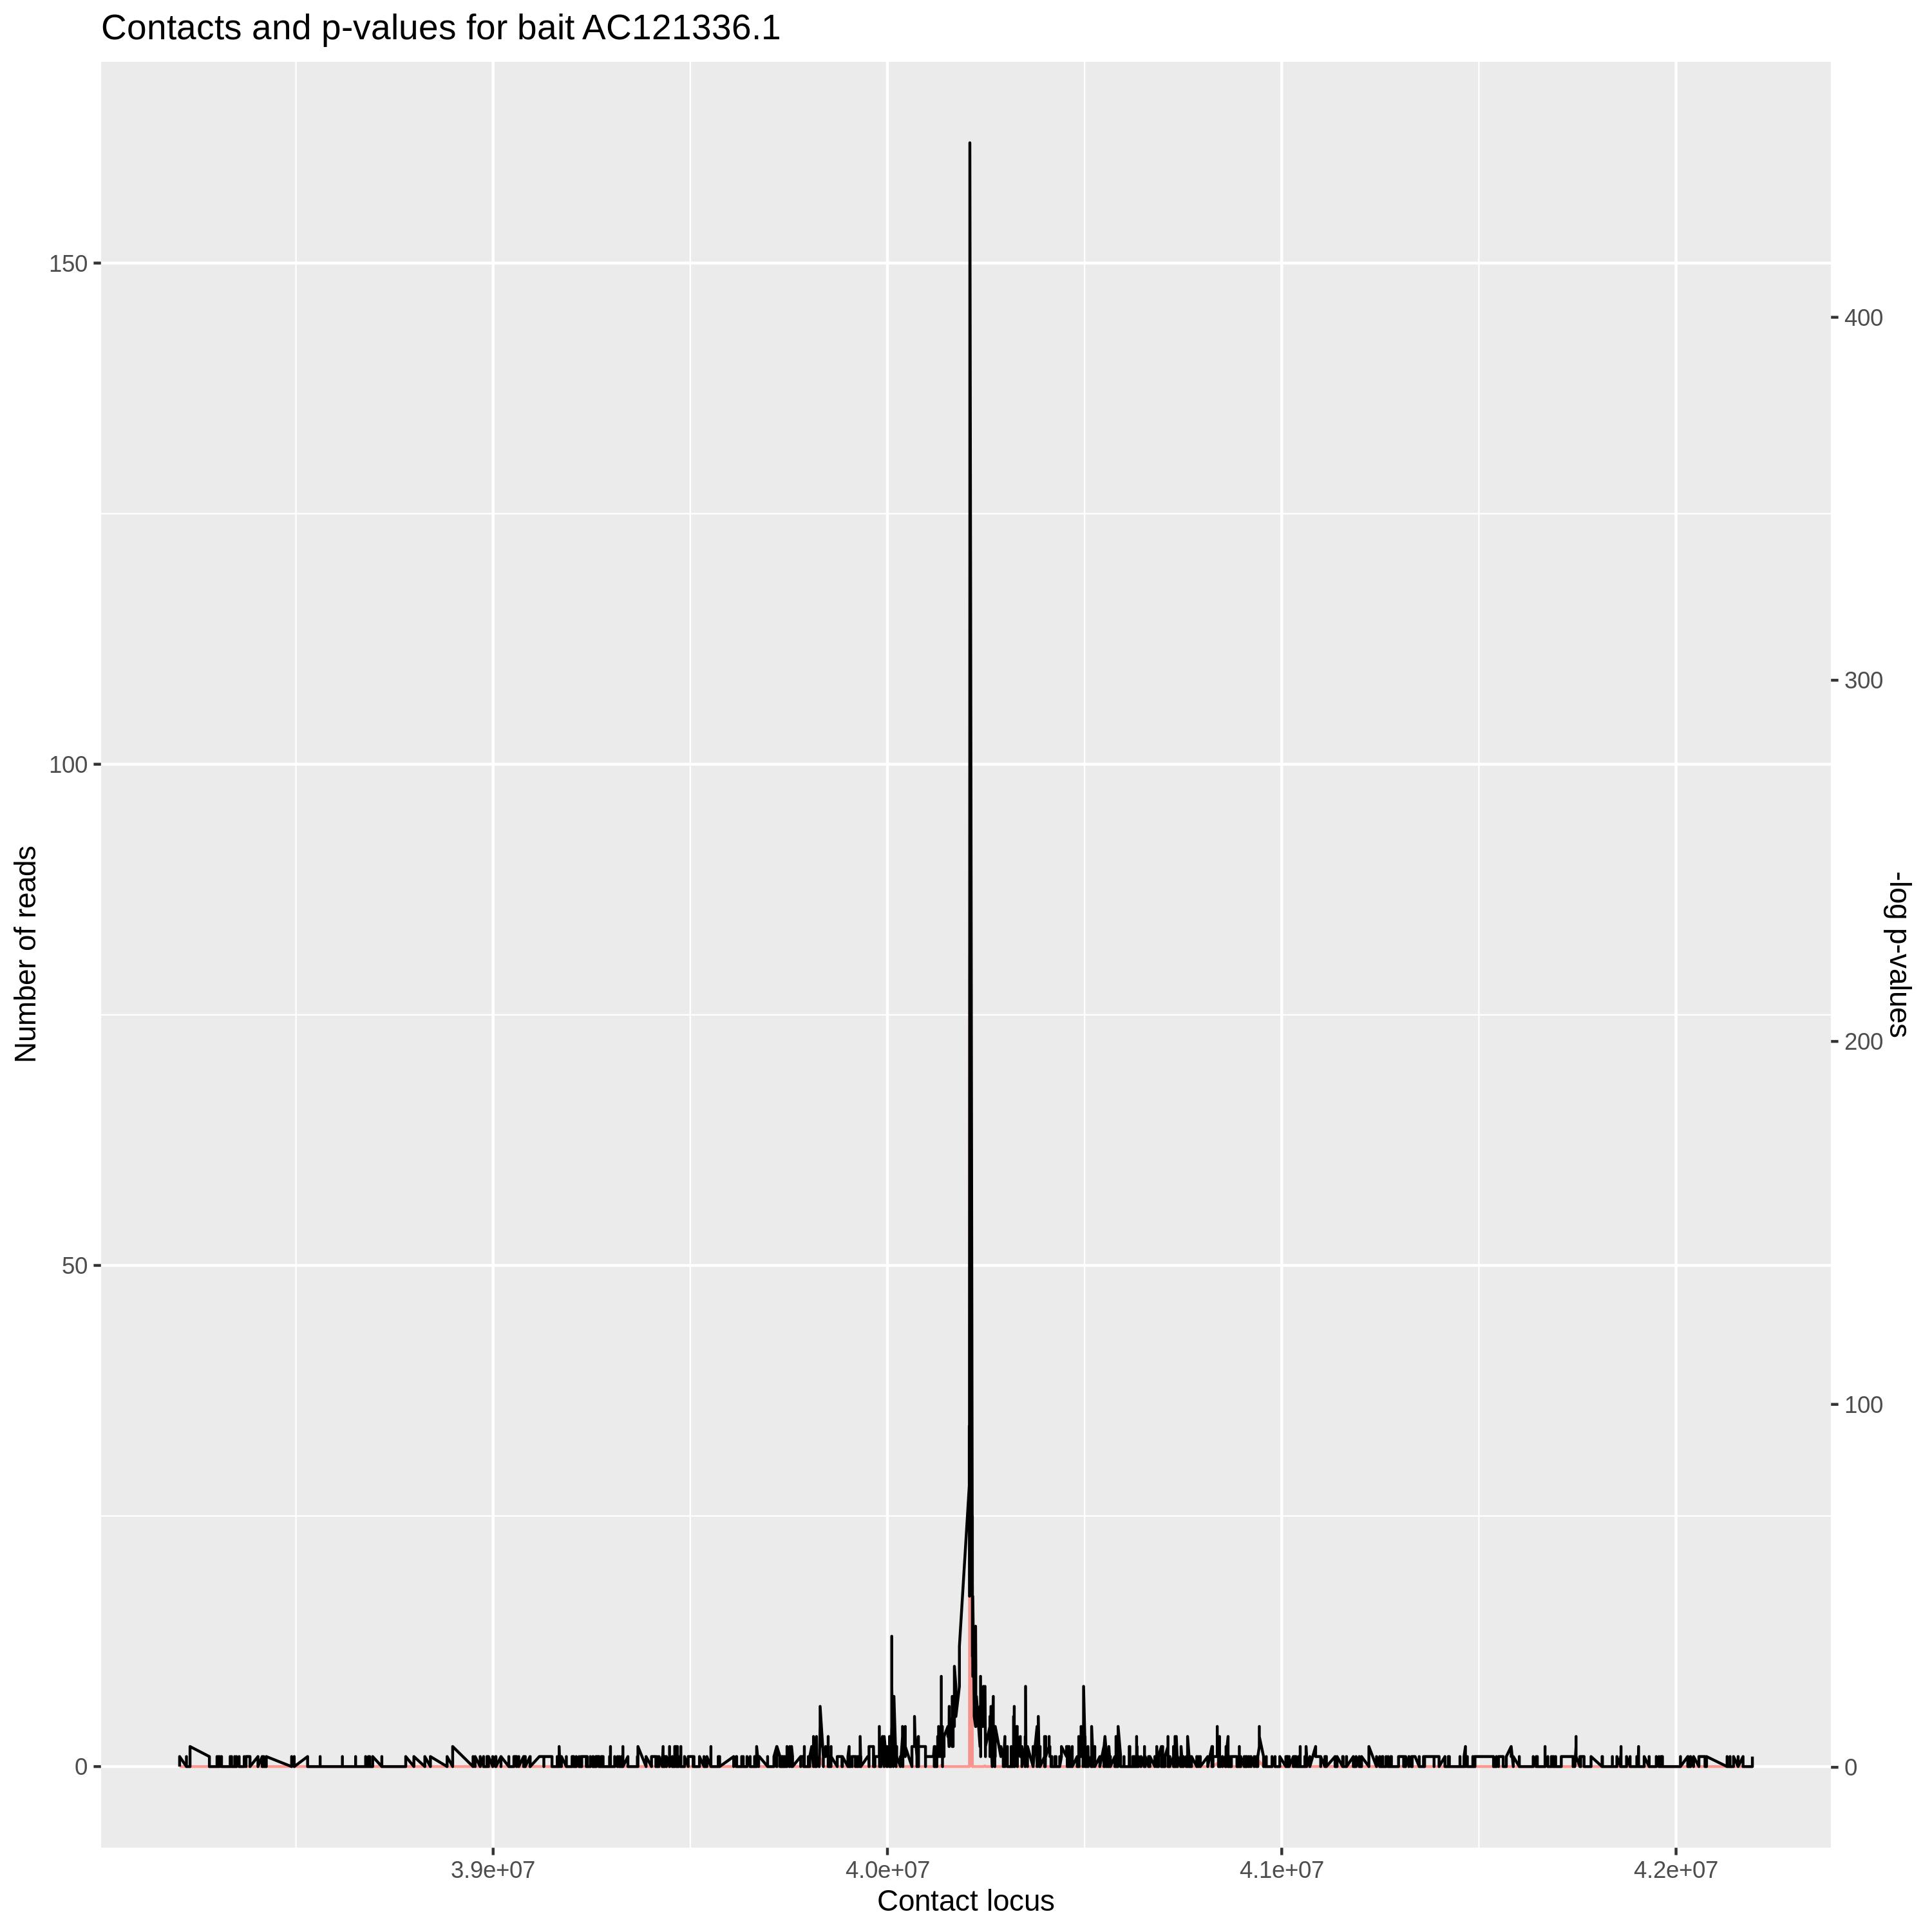 Contacts and p-values for bait AC121336.1
150
100
50
0
Number of reads
400
300
200
100
0
-log p-values
3.9e+07 4.0e+07 4.1e+07 4.2e+07
Contact locus